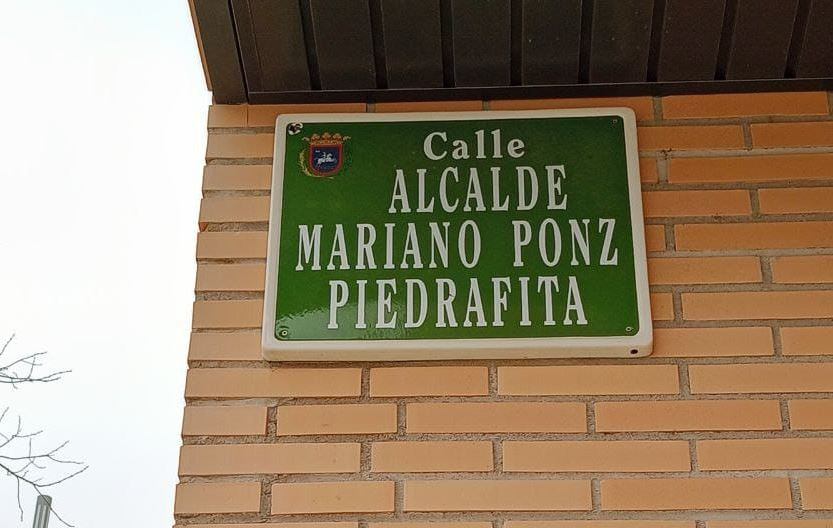 Calle
ALCALDE
MARIANO PONZ
PIEDRAFITA